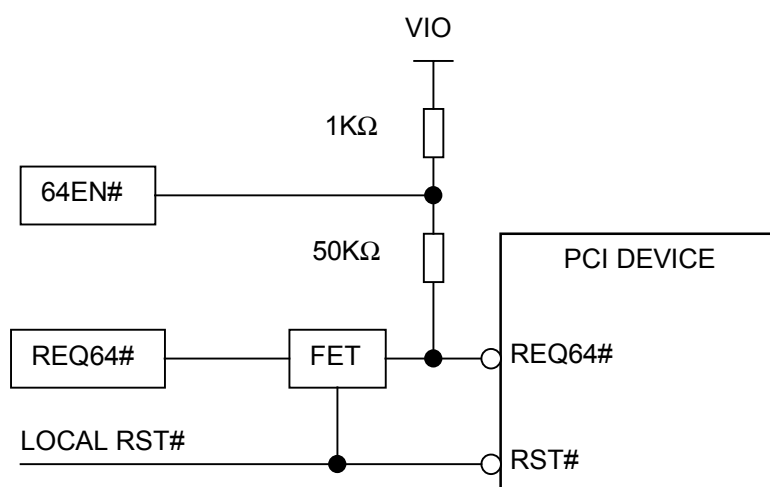 VIO
1KΩ
64EN#
50KΩ
PCI DEVICE
REQ64#
FET
REQ64#
LOCAL RST#
RST#